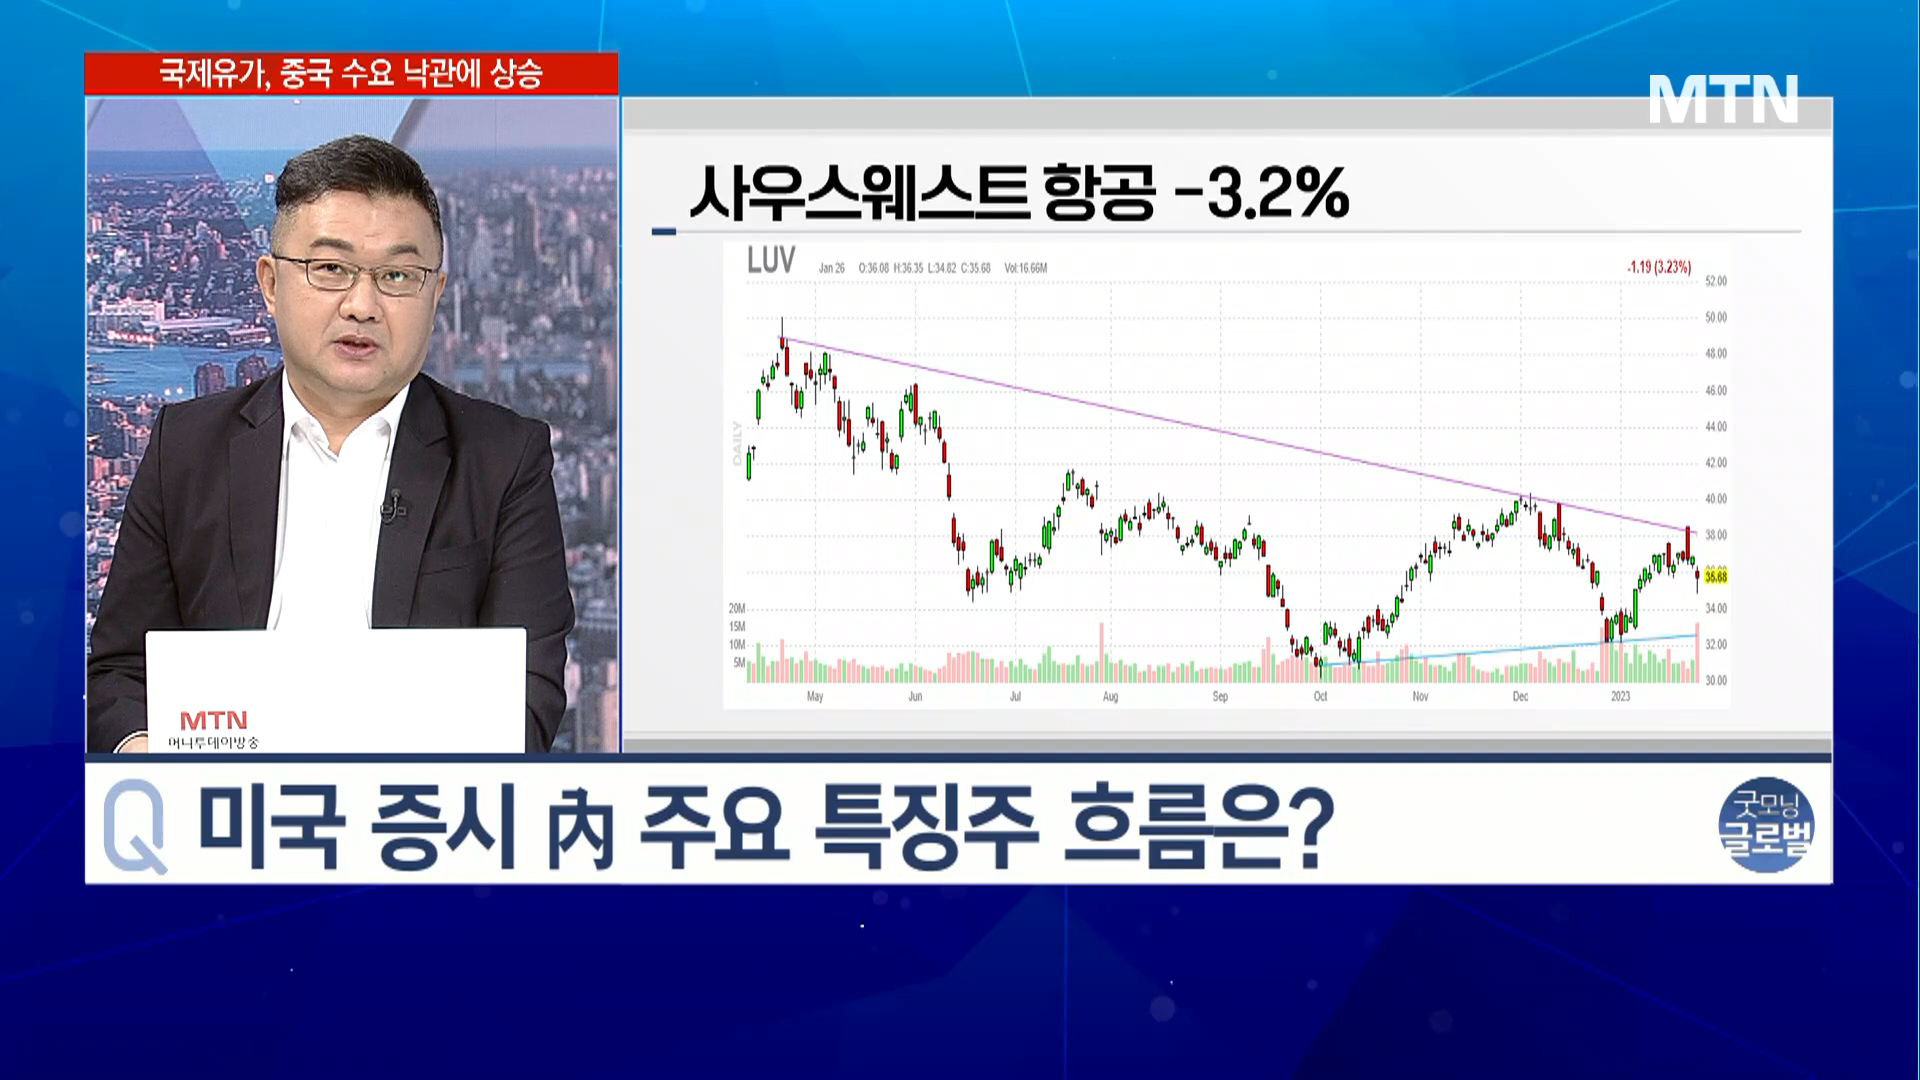 국제유가, 중국 수요 낙관에 상승
MTN
사우스웨스트 항공 -3.2%
LUV Jan 26 O:36.08 H:36.35 L:34.82 C:35.68 Vol:16.66M -1.19 (3.23%)
DAILY
52.00
50.00
48.00
46.00
44.00
42.00
40.00
38.00
35.68
34.00
32.00
30.00
20M
15M
10M
5M
May Jun Jul Aug Sep Oct Nov Dec 2023
MTN
머니투데이방송
Q 미국 증시 內 주요 특징주 흐름은?
굿모닝
글로벌